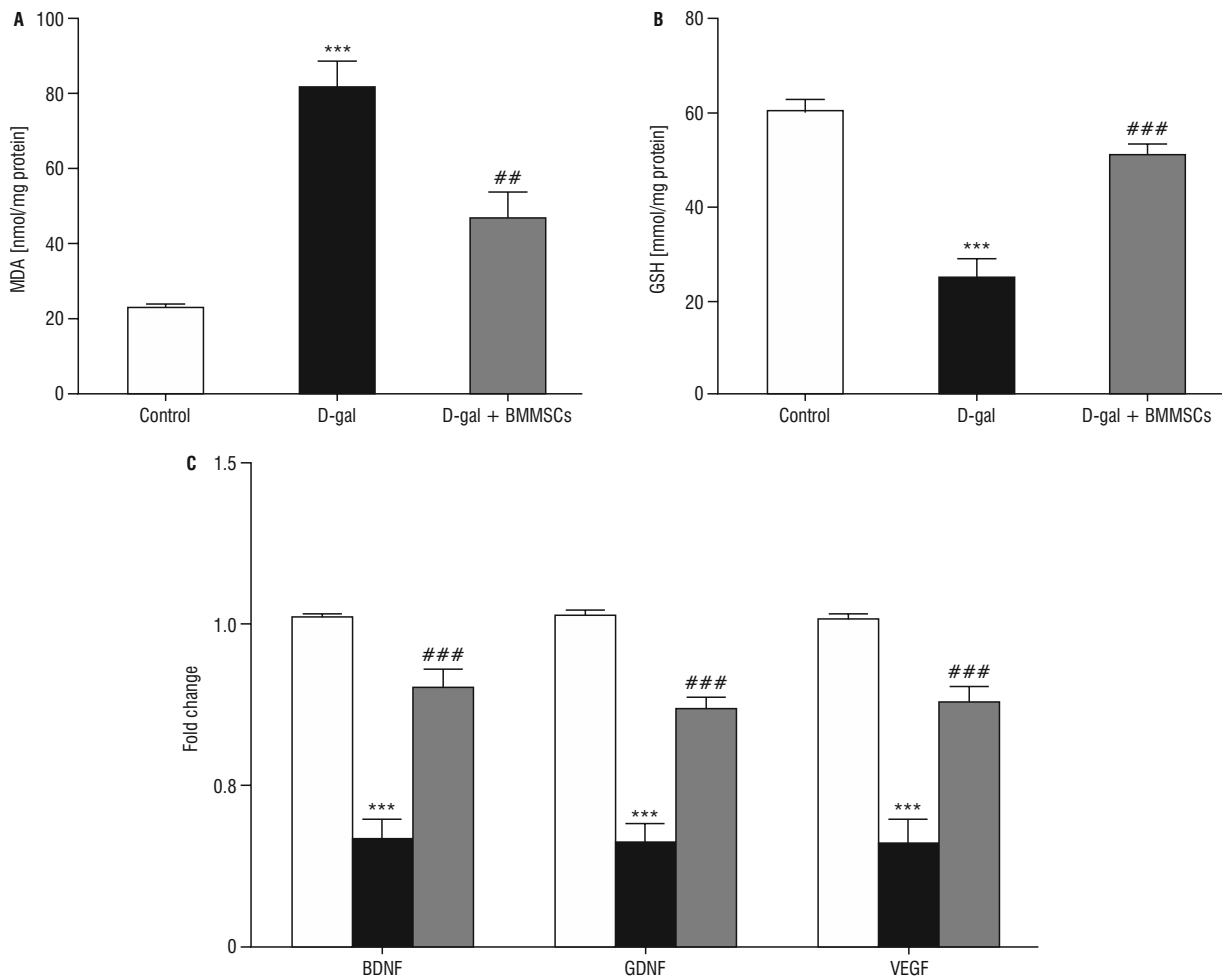 A
100
80
60
40
20
0
MDA [nmol/mg protein]
***
##
Control
D-gal
D-gal + BMMSCs
B
80
60
40
20
0
GSH [mmol/mg protein]
***
###
Control
D-gal
D-gal + BMMSCs
C
1.5
1.0
0.8
0
Fold change
***
###
***
###
***
###
BDNF
GDNF
VEGF